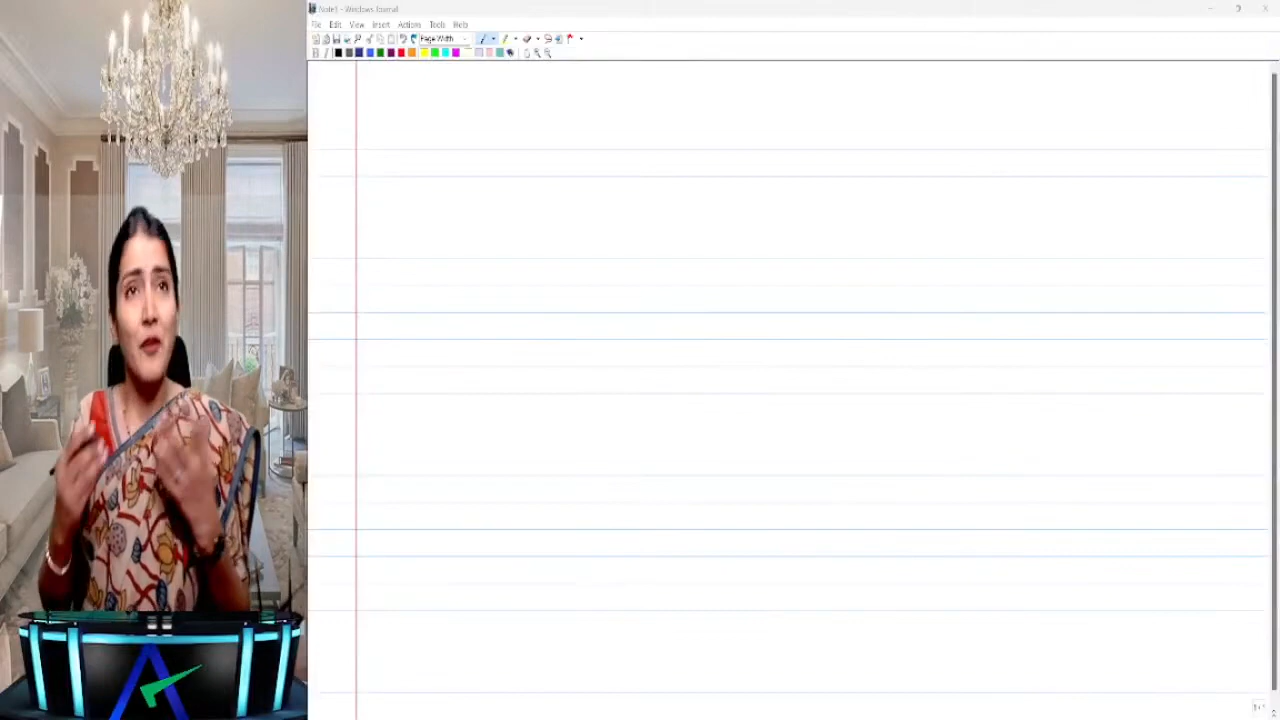 Note1 - Windows Journal
File Edit View Insert Actions Tools Help
Page Width